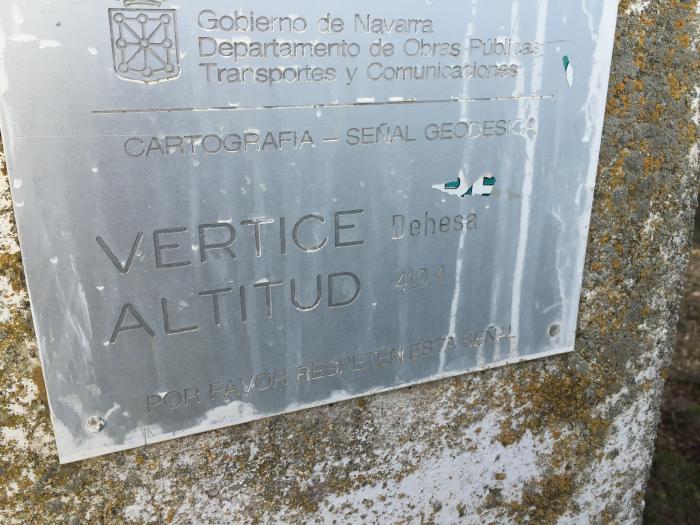 Gobierno de Navarra
Departamento de Obras Públicas
Transportes y Comunicaciones
CARTOGRAFIA – SEÑAL GEODESICA
VERTICE Dehesa
ALTITUD 410,4
POR FAVOR RESPETEN ESTA SEÑAL